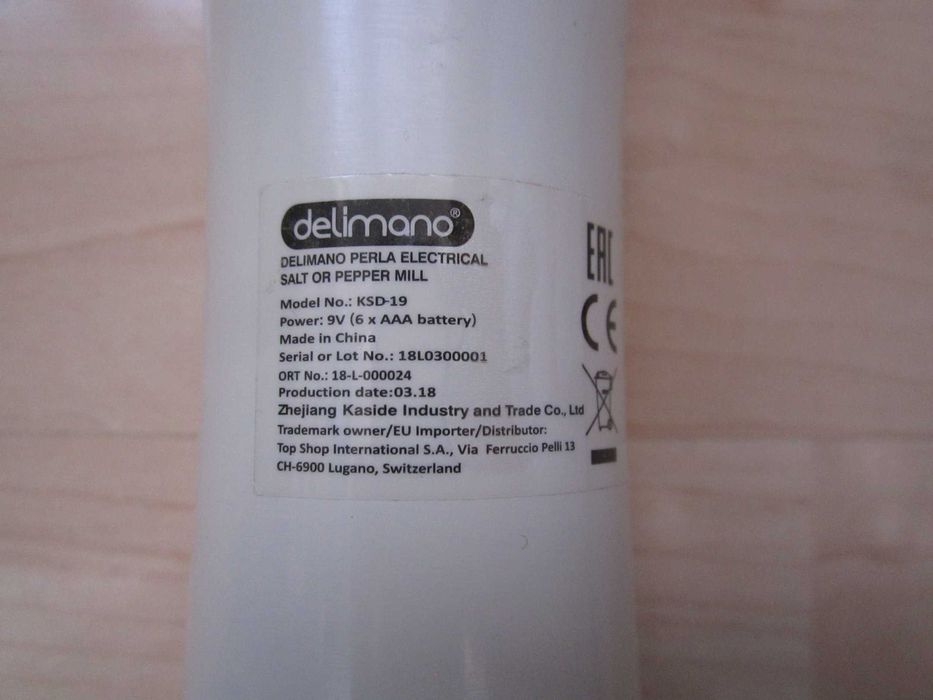 delimano®
DELIMANO PERLA ELECTRICAL
SALT OR PEPPER MILL
Model No.: KSD-19
Power: 9V (6 x AAA battery)
Made in China
Serial or Lot No.: 18L0300001
ORT No.: 18-L-000024
Production date:03.18
Zhejiang Kaside Industry and Trade Co., Ltd
Trademark owner/EU Importer/Distributor:
Top Shop International S.A., Via Ferruccio Pelli 13
CH-6900 Lugano, Switzerland
EAC
CE